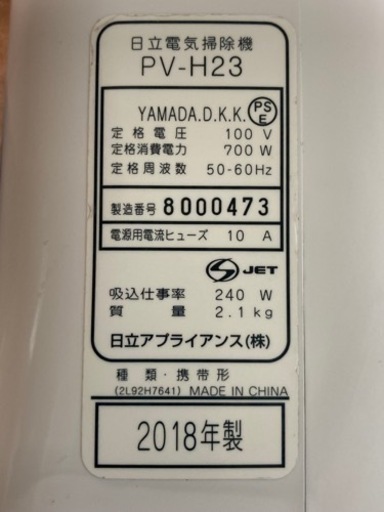 日立電気掃除機
PV-H23
YAMADA.D.K.K. PSE
定格電圧 100 V
定格消費電力 700 W
定格周波数 50-60Hz
製造番号 8000473
電源用電流ヒューズ 10 A
S JET
吸込仕事率 240 W
質量 2.1kg
日立アプライアンス(株)
種類・携帯形
(2L92H7641) MADE IN CHINA
2018年製